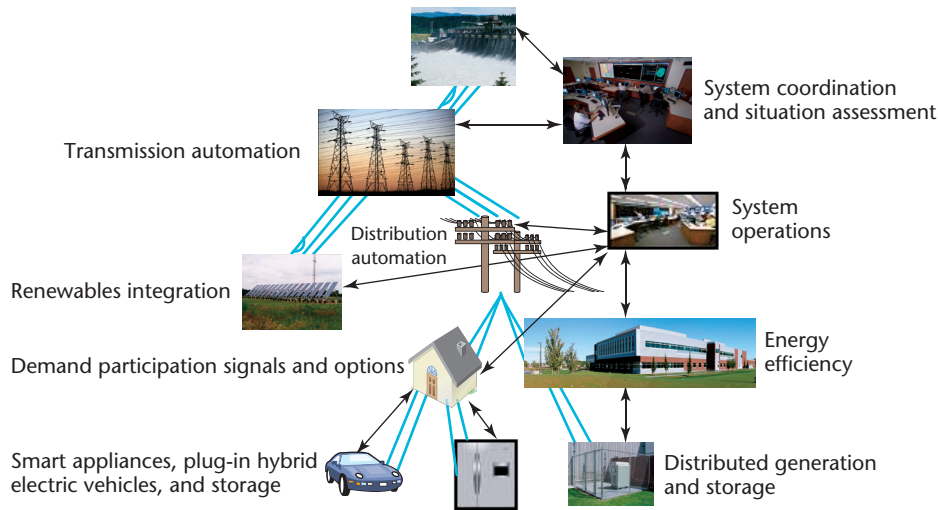 System coordination
and situation assessment
Transmission automation
System
operations
Distribution
automation
Renewables integration
Energy
efficiency
Demand participation signals and options
Smart appliances, plug-in hybrid
electric vehicles, and storage
Distributed generation
and storage